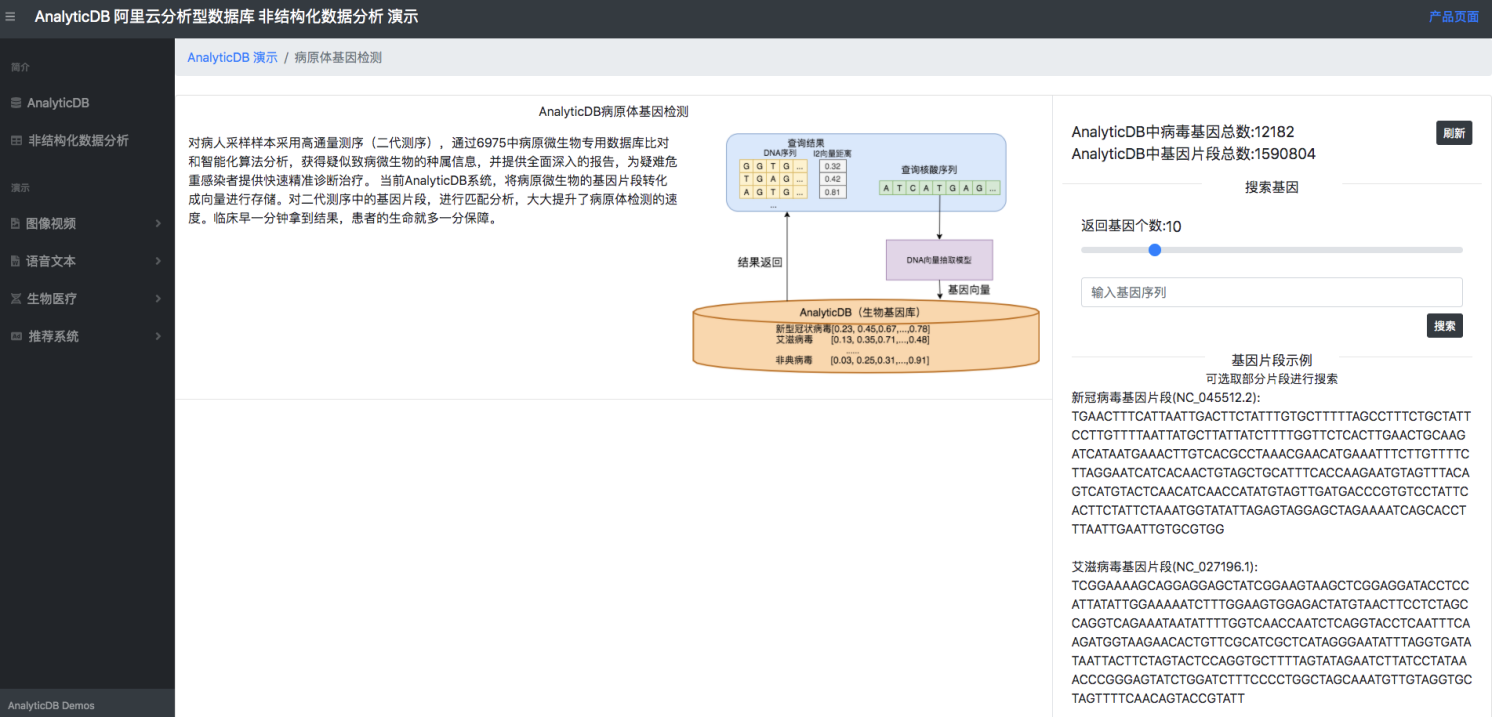 AnalyticDB 阿里云分析型数据库 非结构化数据分析 演示
产品页面
简介
AnalyticDB
非结构化数据分析
演示
图像视频
语音文本
生物医疗
推荐系统
AnalyticDB Demos
AnalyticDB 演示 / 病原体基因检测
AnalyticDB病原体基因检测
对病人采样样本采用高通量测序（二代测序），通过6975中病原微生物专用数据库比对
和智能化算法分析，获得疑似致病微生物的种属信息，并提供全面深入的报告，为疑难危
重感染者提供快速精准诊断治疗。 当前AnalyticDB系统，将病原微生物的基因片段转化
成向量进行存储。对二代测序中的基因片段，进行匹配分析，大大提升了病原体检测的速
度。临床早一分钟拿到结果，患者的生命就多一分保障。
查询结果
DNA序列 l2向量距离
G G T G ... 0.32
T G A G ... 0.42
A G T G ... 0.81
...
查询核酸序列
A T C A T G A G ...
结果返回
DNA向量抽取模型
基因向量
AnalyticDB（生物基因库）
新型冠状病毒[0.23, 0.45,0.67,...,0.78]
艾滋病毒 [0.13, 0.35,0.71,...,0.48]
......
非典病毒 [0.03, 0.25,0.31,...,0.91]
AnalyticDB中病毒基因总数:12182
刷新
AnalyticDB中基因片段总数:1590804
搜索基因
返回基因个数:10
输入基因序列
搜索
基因片段示例
可选取部分片段进行搜索
新冠病毒基因片段(NC_045512.2):
TGAACTTTCATTAATTGACTTCTATTTGTGCTTTTTAGCCTTTCTGCTATT
CCTTGTTTTAATTATGCTTATTATCTTTTGGTTCTCACTTGAACTGCAAG
ATCATAATGAAACTTGTCACGCCTAAACGAACATGAAATTTCTTGTTTTC
TTAGGAATCATCACAACTGTAGCTGCATTTCACCAAGAATGTAGTTTACA
GTCATGTACTCAACATCAACCATATGTAGTTGATGACCCGTGTCCTATTC
ACTTCTATTCTAAATGGTATATTAGAGTAGGAGCTAGAAAATCAGCACCT
TTAATTGAATTGTGCGTGG
艾滋病毒基因片段(NC_027196.1):
TCGGAAAAGCAGGAGGAGCTATCGGAAGTAAGCTCGGAGGATACCTCC
ATTATATTGGAAAAATCTTTGGAAGTGGAGACTATGTAACTTCCTCTAGC
CAGGTCAGAAATAATATTTTGGTCAACCAATCTCAGGTACCTCAATTTCA
AGATGGTAAGAACACTGTTCGCATCGCTCATAGGGAATATTTAGGTGATA
TAATTACTTCTAGTACTCCAGGTGCTTTTAGTATAGAATCTTATCCTATAA
ACCCGGGAGTATCTGGATCTTTCCCCTGGCTAGCAAATGTTGTAGGTGC
TAGTTTTCAACAGTACCGTATT